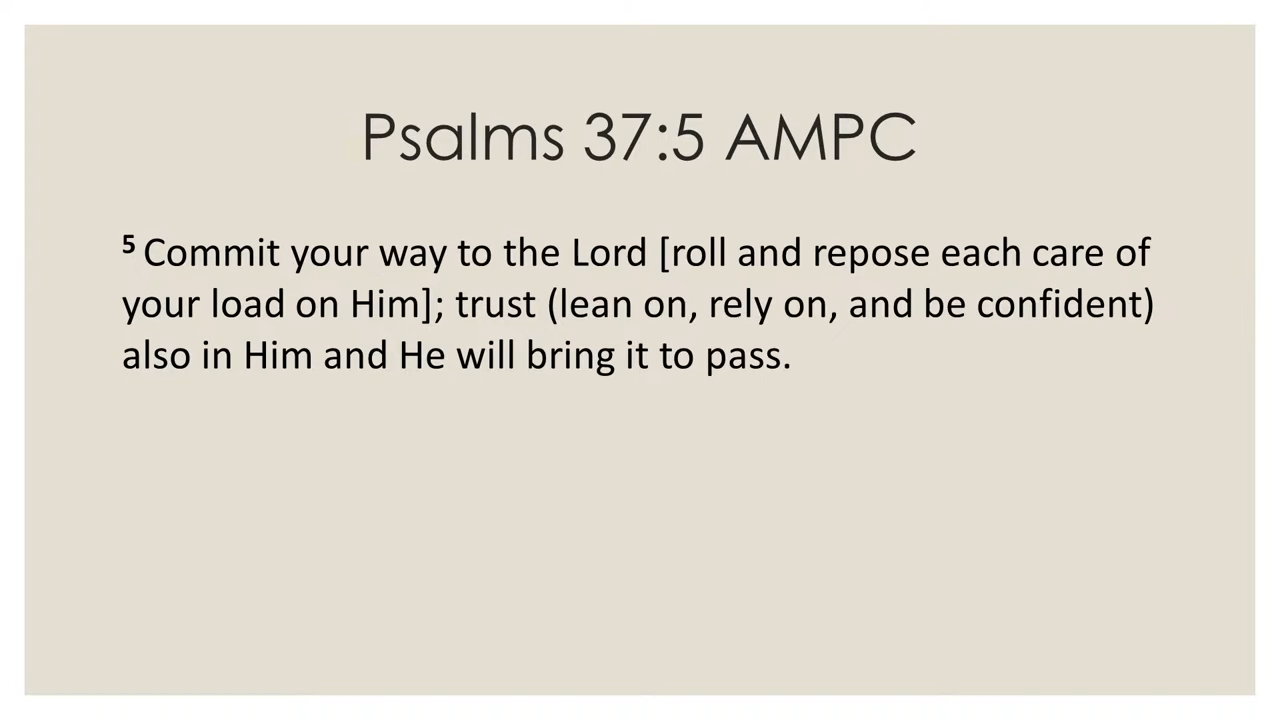 Psalms 37:5 AMPC
5 Commit your way to the Lord [roll and repose each care of
your load on Him]; trust (lean on, rely on, and be confident)
also in Him and He will bring it to pass.